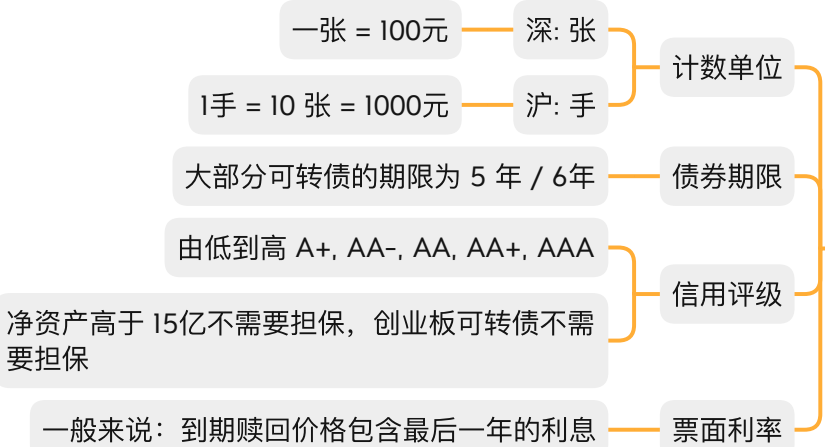 一张 = 100元
深: 张
计数单位
1手 = 10 张 = 1000元
沪: 手
大部分可转债的期限为 5 年 / 6年
债券期限
由低到高 A+, AA-, AA, AA+, AAA
信用评级
净资产高于 15亿不需要担保，创业板可转债不需
要担保
一般来说：到期赎回价格包含最后一年的利息
票面利率